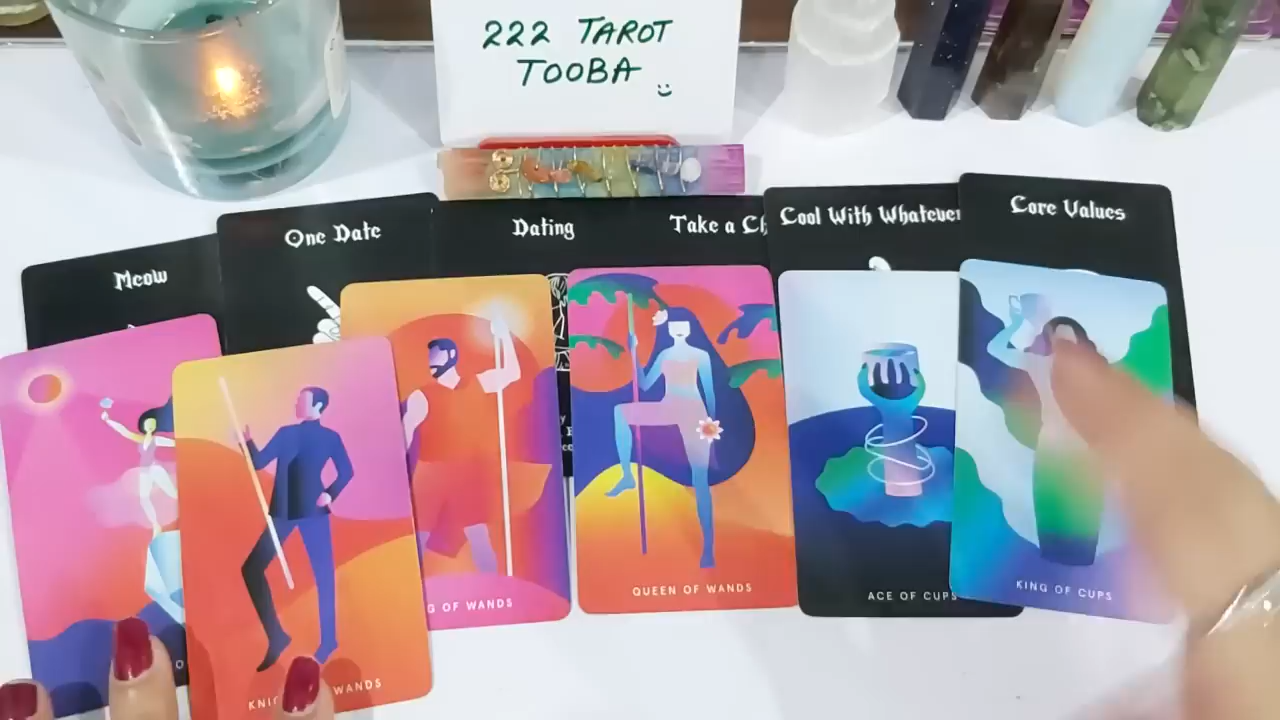 222 TAROT
TOOBA
Meow
One Date
Dating
Take a
Cool With Whatever
Core Values
KING OF CUPS
ACE OF CUPS
QUEEN OF WANDS
G OF WANDS
KNI WANDS